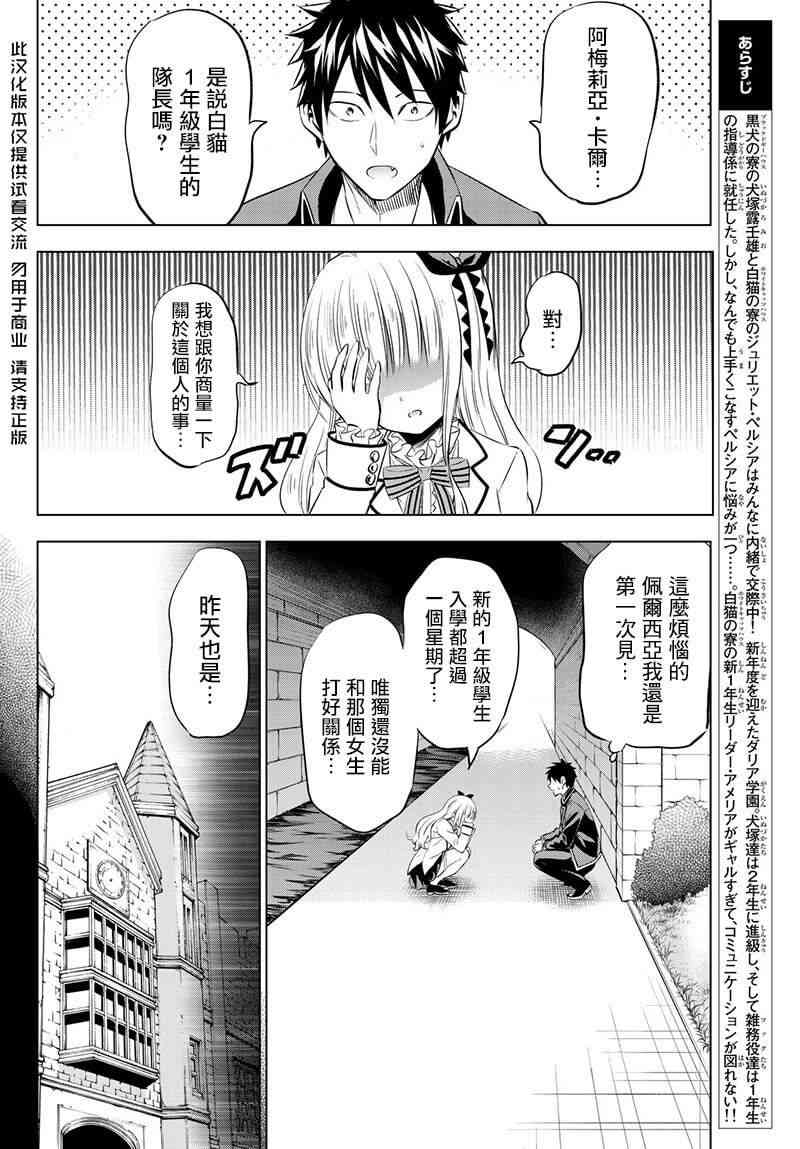 あらすじ
黒犬の寮の犬塚露壬雄と白猫の寮のジュリエット・ペルシアはみんなに内緒で交際中！ 新年度を迎えたダリア学園。犬塚達は２年生に進級し、そして雑務役達は１年生
の指導係に就任した。しかし、なんでも上手くこなすペルシアに悩みが一つ……。白猫の寮の新１年生リーダー・アメリアがギャルすぎて、コミュニケーションが図れない！！
阿梅莉亞·卡爾…
是說白貓
1年級學生的
隊長嗎？
對…
我想跟你商量一下
關於這個人的事…
ズズ
ズ
這麼煩惱的
佩爾西亞我還是
第一次見…
新的1年級學生
入學都超過
一個星期了…
唯獨還沒能
和那個女生
打好關係…
昨天也是…
此汉化版本仅提供试看交流 勿用于商业 请支持正版